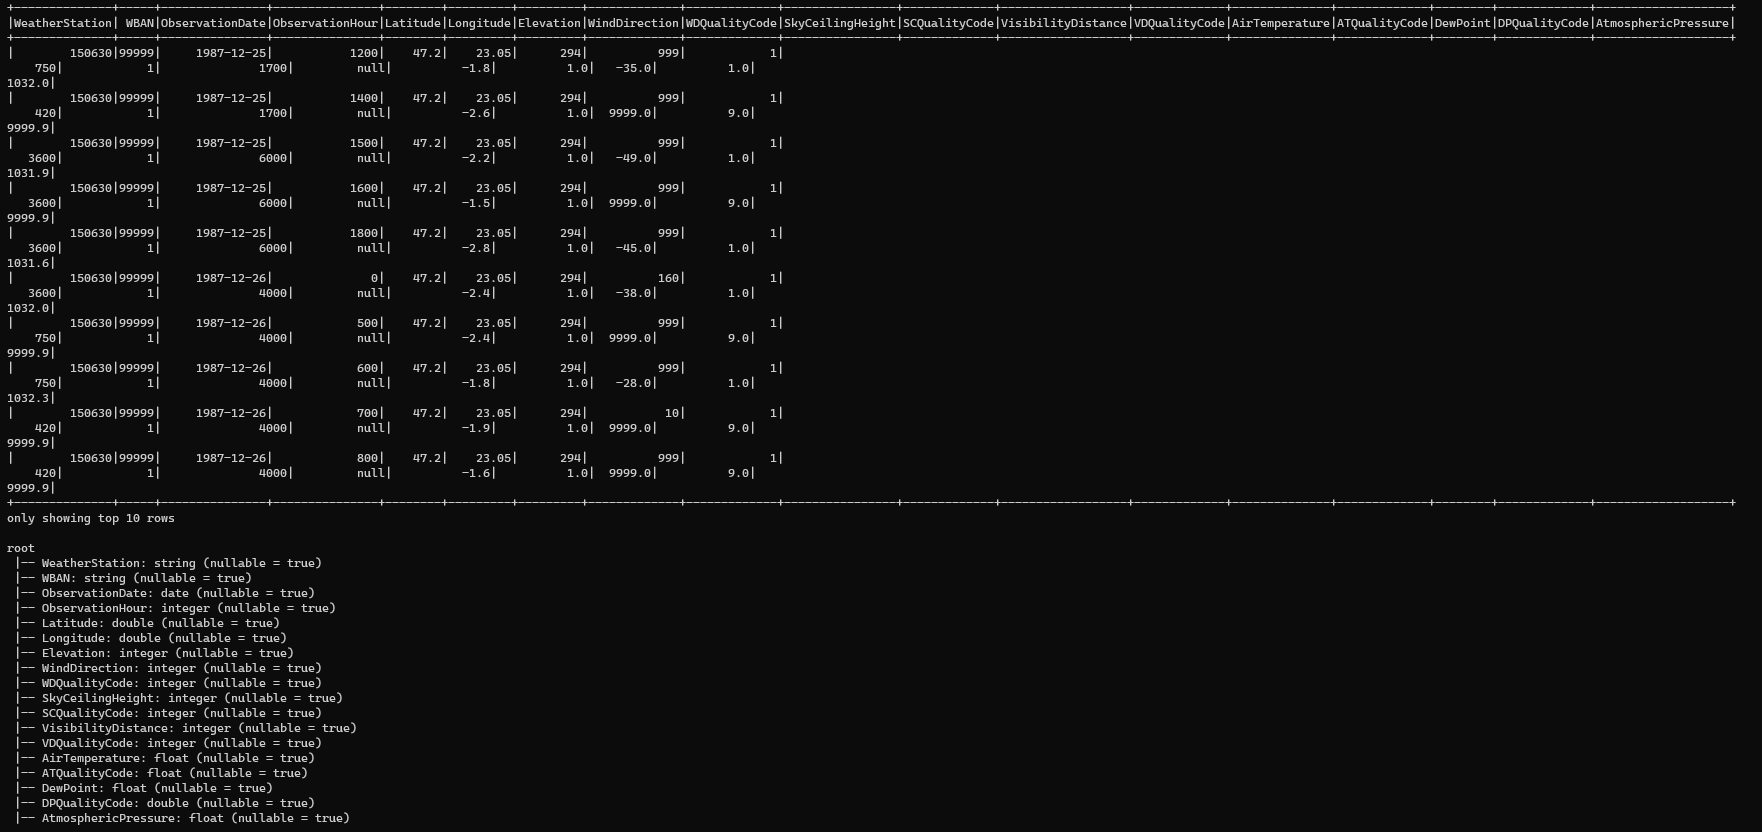 +--------------+-----+---------------+---------------+--------+---------+---------+-------------+-------------+----------------+-------------+------------------+-------------+--------------+-------------+--------+-------------+-------------------+
|WeatherStation| WBAN|ObservationDate|ObservationHour|Latitude|Longitude|Elevation|WindDirection|WDQualityCode|SkyCeilingHeight|SCQualityCode|VisibilityDistance|VDQualityCode|AirTemperature|ATQualityCode|DewPoint|DPQualityCode|AtmosphericPressure|
+--------------+-----+---------------+---------------+--------+---------+---------+-------------+-------------+----------------+-------------+------------------+-------------+--------------+-------------+--------+-------------+-------------------+
|        150630|99999|     1987-12-25|           1200|    47.2|    23.05|      294|          999|            1|
    750|            1|              1700|         null|          -1.8|          1.0|   -35.0|          1.0|
1032.0|
|        150630|99999|     1987-12-25|           1400|    47.2|    23.05|      294|          999|            1|
    420|            1|              1700|         null|          -2.6|          1.0|  9999.0|          9.0|
9999.9|
|        150630|99999|     1987-12-25|           1500|    47.2|    23.05|      294|          999|            1|
   3600|            1|              6000|         null|          -2.2|          1.0|   -49.0|          1.0|
1031.9|
|        150630|99999|     1987-12-25|           1600|    47.2|    23.05|      294|          999|            1|
   3600|            1|              6000|         null|          -1.5|          1.0|  9999.0|          9.0|
9999.9|
|        150630|99999|     1987-12-25|           1800|    47.2|    23.05|      294|          999|            1|
   3600|            1|              6000|         null|          -2.8|          1.0|   -45.0|          1.0|
1031.6|
|        150630|99999|     1987-12-26|              0|    47.2|    23.05|      294|          160|            1|
   3600|            1|              4000|         null|          -2.4|          1.0|   -38.0|          1.0|
1032.0|
|        150630|99999|     1987-12-26|            500|    47.2|    23.05|      294|          999|            1|
    750|            1|              4000|         null|          -2.4|          1.0|  9999.0|          9.0|
9999.9|
|        150630|99999|     1987-12-26|            600|    47.2|    23.05|      294|          999|            1|
    750|            1|              4000|         null|          -1.8|          1.0|   -28.0|          1.0|
1032.3|
|        150630|99999|     1987-12-26|            700|    47.2|    23.05|      294|           10|            1|
    420|            1|              4000|         null|          -1.9|          1.0|  9999.0|          9.0|
9999.9|
|        150630|99999|     1987-12-26|            800|    47.2|    23.05|      294|          999|            1|
    420|            1|              4000|         null|          -1.6|          1.0|  9999.0|          9.0|
9999.9|
+--------------+-----+---------------+---------------+--------+---------+---------+-------------+-------------+----------------+-------------+------------------+-------------+--------------+-------------+--------+-------------+-------------------+
only showing top 10 rows

root
 |-- WeatherStation: string (nullable = true)
 |-- WBAN: string (nullable = true)
 |-- ObservationDate: date (nullable = true)
 |-- ObservationHour: integer (nullable = true)
 |-- Latitude: double (nullable = true)
 |-- Longitude: double (nullable = true)
 |-- Elevation: integer (nullable = true)
 |-- WindDirection: integer (nullable = true)
 |-- WDQualityCode: integer (nullable = true)
 |-- SkyCeilingHeight: integer (nullable = true)
 |-- SCQualityCode: integer (nullable = true)
 |-- VisibilityDistance: integer (nullable = true)
 |-- VDQualityCode: integer (nullable = true)
 |-- AirTemperature: float (nullable = true)
 |-- ATQualityCode: float (nullable = true)
 |-- DewPoint: float (nullable = true)
 |-- DPQualityCode: double (nullable = true)
 |-- AtmosphericPressure: float (nullable = true)